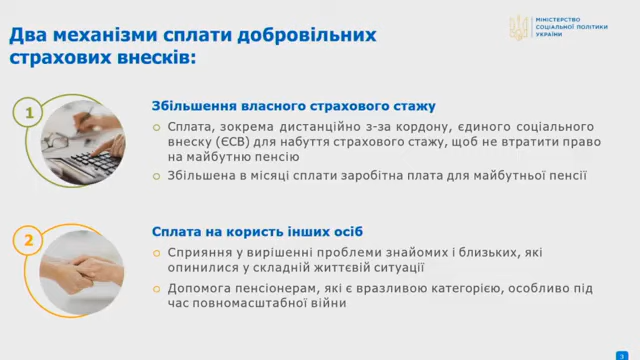 Два механізми сплати добровільних
страхових внесків:
МІНІСТЕРСТВО
СОЦІАЛЬНОЇ ПОЛІТИКИ
УКРАЇНИ
1
Збільшення власного страхового стажу
Сплата, зокрема дистанційно з-за кордону, єдиного соціального
внеску (ЄСВ) для набуття страхового стажу, щоб не втратити право
на майбутню пенсію
Збільшена в місяці сплати заробітна плата для майбутньої пенсії
2
Сплата на користь інших осіб
Сприяння у вирішенні проблеми знайомих і близьких, які
опинилися у складній життєвій ситуації
Допомога пенсіонерам, які є вразливою категорією, особливо під
час повномасштабної війни
3